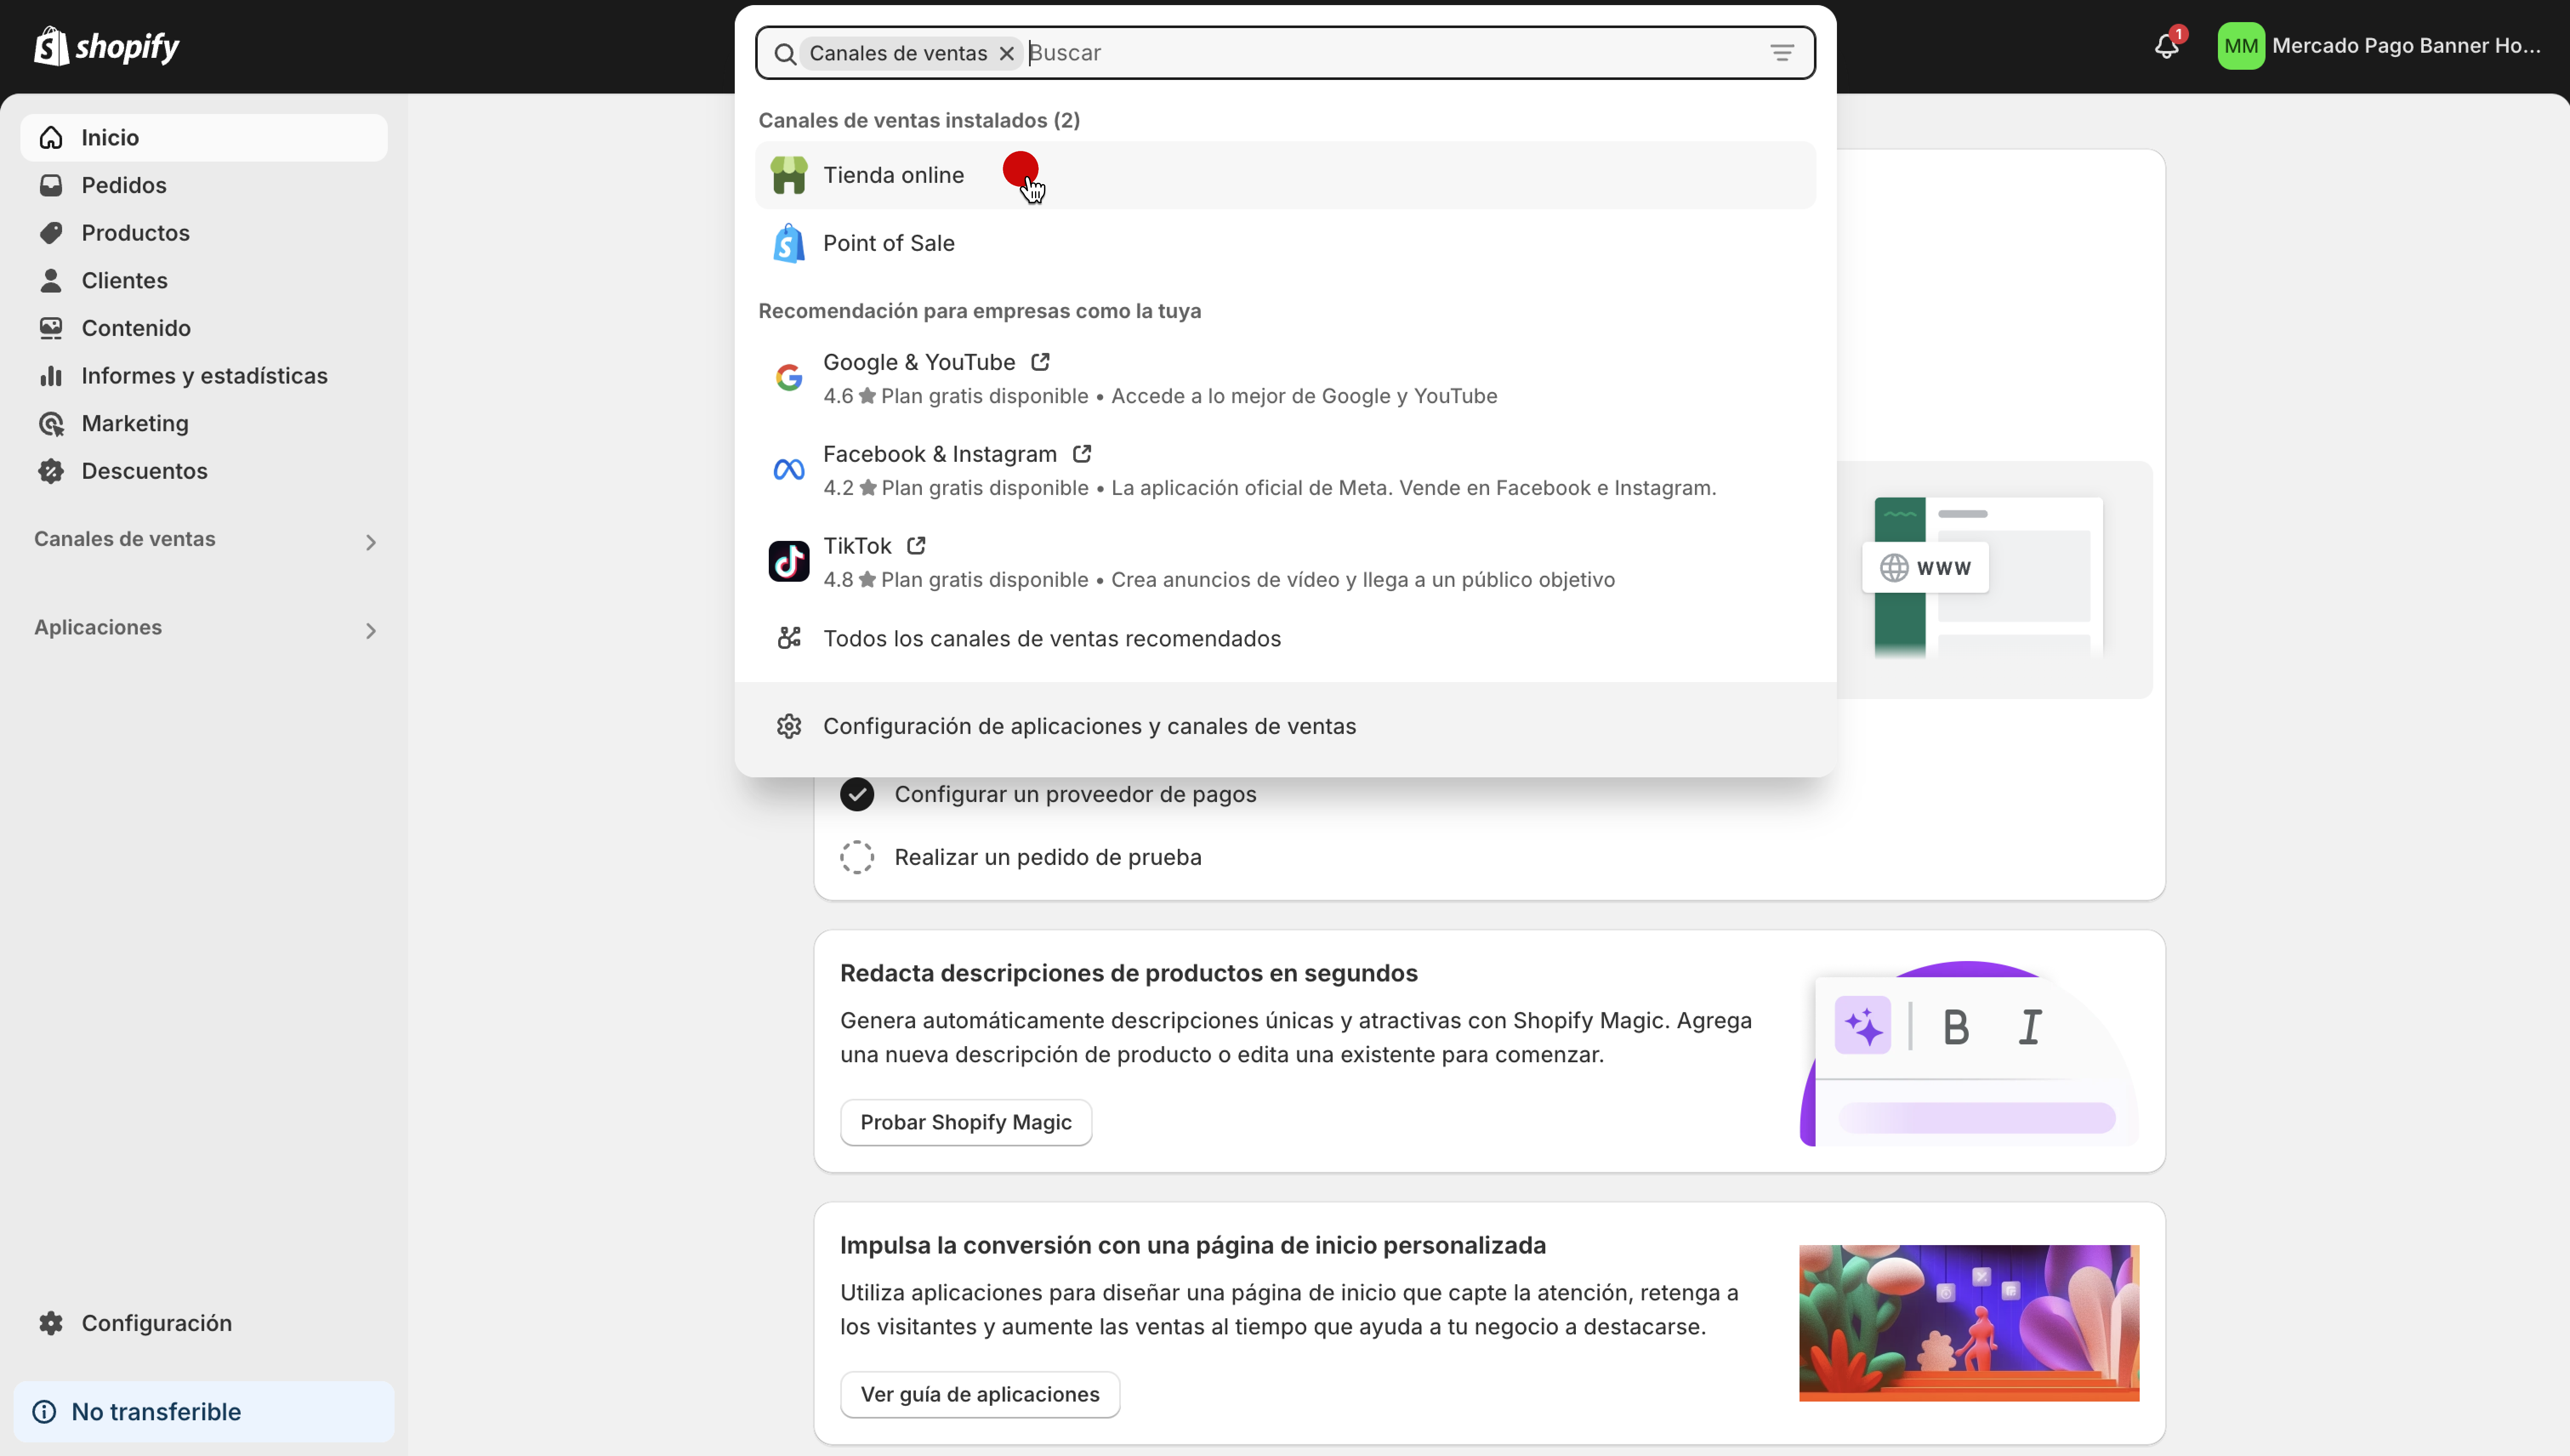 shopify
Canales de ventas
Buscar
1
MM
Mercado Pago Banner Ho...
Inicio
Pedidos
Productos
Clientes
Contenido
Informes y estadísticas
Marketing
Descuentos
Canales de ventas
Aplicaciones
Configuración
No transferible
Canales de ventas instalados (2)
Tienda online
Point of Sale
Recomendación para empresas como la tuya
Google & YouTube
4.6 ★ Plan gratis disponible • Accede a lo mejor de Google y YouTube
Facebook & Instagram
4.2 ★ Plan gratis disponible • La aplicación oficial de Meta. Vende en Facebook e Instagram.
TikTok
4.8 ★ Plan gratis disponible • Crea anuncios de vídeo y llega a un público objetivo
Todos los canales de ventas recomendados
Configuración de aplicaciones y canales de ventas
www
Configurar un proveedor de pagos
Realizar un pedido de prueba
Redacta descripciones de productos en segundos
Genera automáticamente descripciones únicas y atractivas con Shopify Magic. Agrega
una nueva descripción de producto o edita una existente para comenzar.
Probar Shopify Magic
B I
Impulsa la conversión con una página de inicio personalizada
Utiliza aplicaciones para diseñar una página de inicio que capte la atención, retenga a
los visitantes y aumente las ventas al tiempo que ayuda a tu negocio a destacarse.
Ver guía de aplicaciones